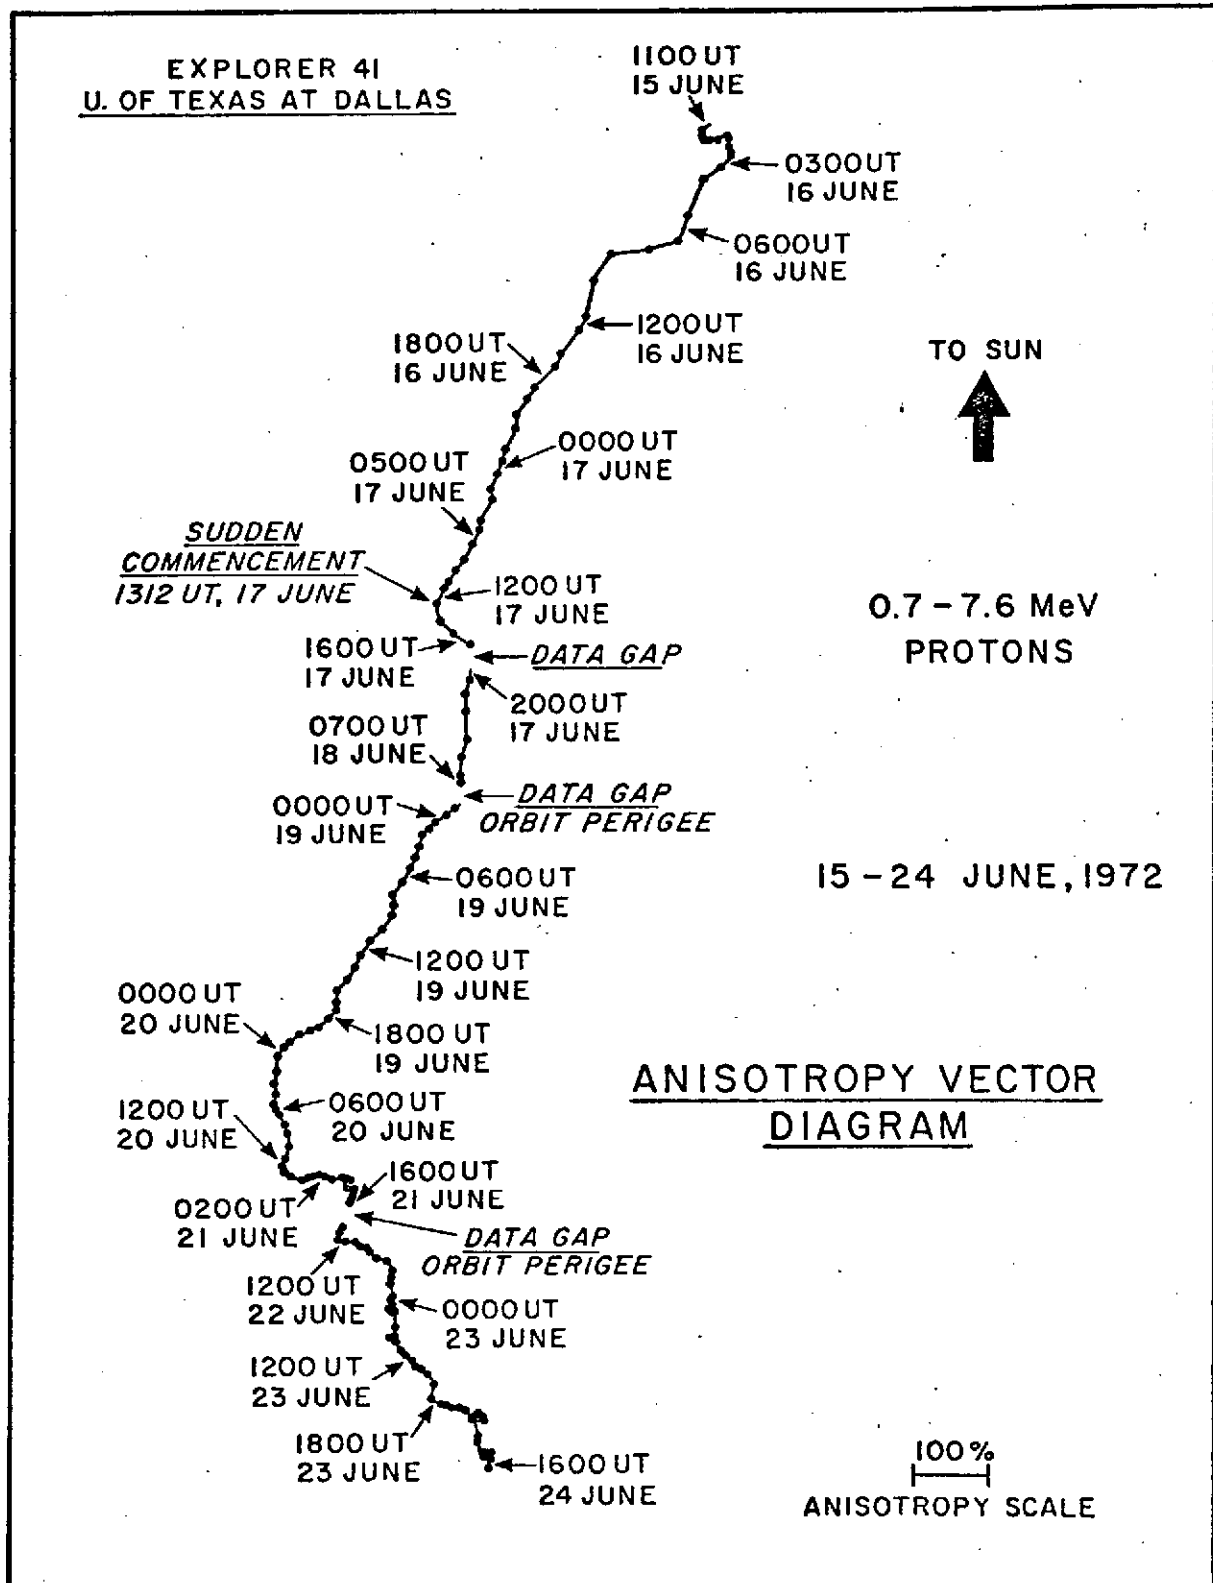 EXPLORER 41
U. OF TEXAS AT DALLAS
1100 UT
15 JUNE
0300 UT
16 JUNE
0600 UT
16 JUNE
1200 UT
16 JUNE
1800 UT
16 JUNE
TO SUN
0000 UT
17 JUNE
0500 UT
17 JUNE
SUDDEN
COMMENCEMENT
1312 UT, 17 JUNE
1200 UT
17 JUNE
0.7 - 7.6 MeV
PROTONS
1600 UT
17 JUNE
DATA GAP
2000 UT
17 JUNE
0700 UT
18 JUNE
DATA GAP
ORBIT PERIGEE
0000 UT
19 JUNE
0600 UT
19 JUNE
15 - 24 JUNE, 1972
1200 UT
19 JUNE
0000 UT
20 JUNE
1800 UT
19 JUNE
ANISOTROPY VECTOR
DIAGRAM
0600 UT
20 JUNE
1200 UT
20 JUNE
1600 UT
21 JUNE
0200 UT
21 JUNE
DATA GAP
ORBIT PERIGEE
1200 UT
22 JUNE
0000 UT
23 JUNE
1200 UT
23 JUNE
1800 UT
23 JUNE
1600 UT
24 JUNE
100%
ANISOTROPY SCALE